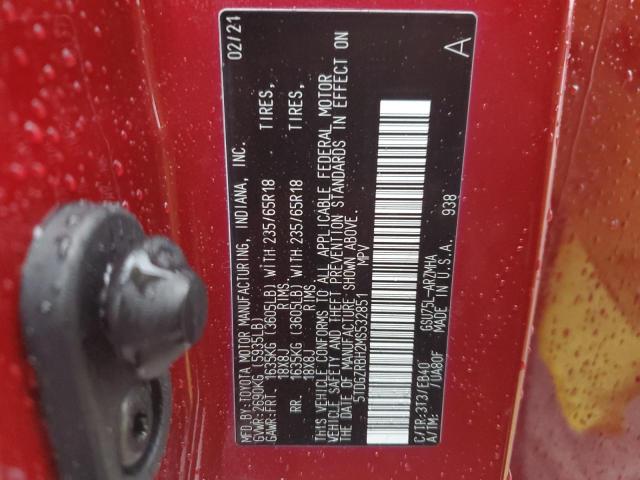 MFD.BY:TOYOTA MOTOR MANUFACTURING, INDIANA, INC. 02/21
GVWR:2690KG (5935LB)
GAWR:FRT. 1635KG (3605LB) WITH 235/65R18 TIRES,
18X8J RIMS
RR. 1635KG (3605LB) WITH 235/65R18 TIRES,
18X8J RIMS
THIS VEHICLE CONFORMS TO ALL APPLICABLE FEDERAL MOTOR
VEHICLE SAFETY AND THEFT PREVENTION STANDARDS IN EFFECT ON
THE DATE OF MANUFACTURE SHOWN ABOVE.
5TDGZRBH2MS532851 MPV
C/TR:3T3/EB40 GSU75L-ARZMHA 938 A
A/TM: /UA80F MADE IN U.S.A.